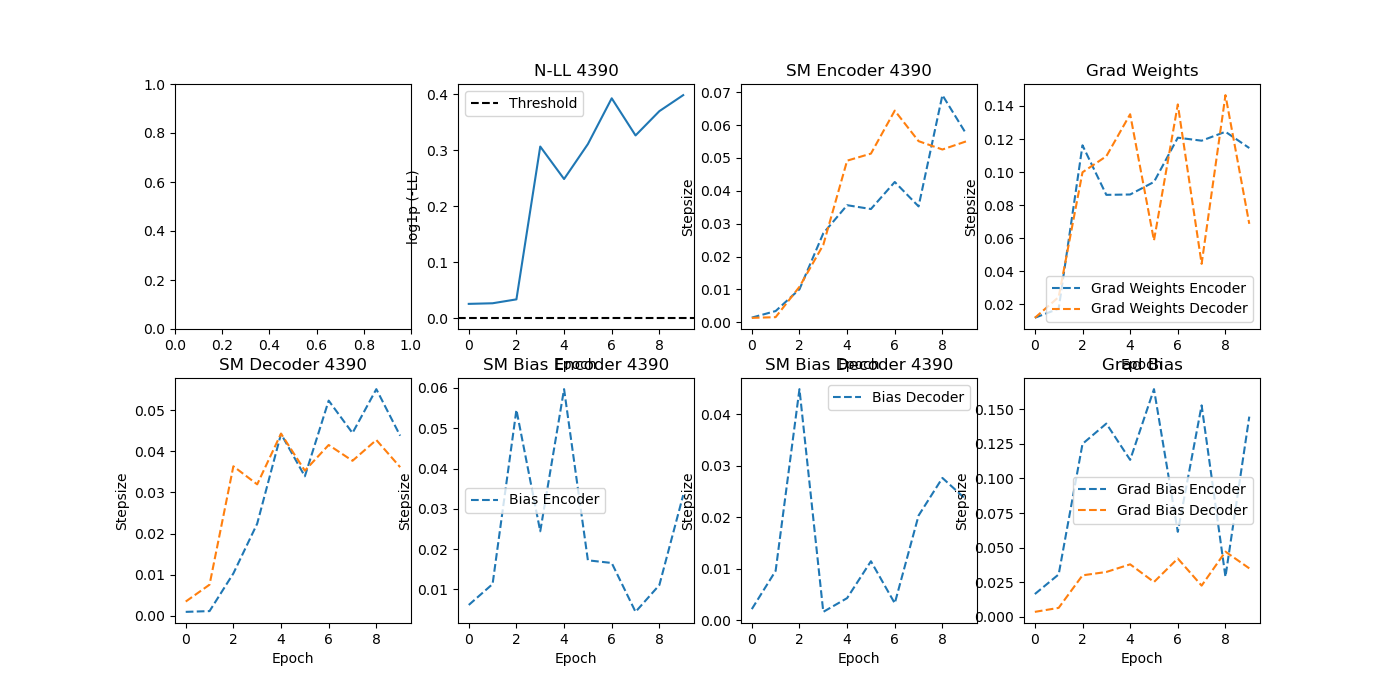 N-LL 4390
SM Encoder 4390
Grad Weights
1.0
0.8
0.6
0.4
0.2
0.0
0.0 0.2 0.4 0.6 0.8 1.0
log1p (-LL)
0.4
0.3
0.2
0.1
0.0
Threshold
0 2 4 6 8
Epoch
Stepsize
0.07
0.06
0.05
0.04
0.03
0.02
0.01
0.00
0 2 4 6 8
Epoch
Stepsize
0.14
0.12
0.10
0.08
0.06
0.04
0.02
Grad Weights Encoder
Grad Weights Decoder
0 2 4 6 8
Epoch
SM Decoder 4390
SM Bias Encoder 4390
SM Bias Decoder 4390
Grad Bias
Stepsize
0.05
0.04
0.03
0.02
0.01
0.00
0 2 4 6 8
Epoch
Stepsize
0.06
0.05
0.04
0.03
0.02
0.01
Bias Encoder
0 2 4 6 8
Epoch
Stepsize
0.04
0.03
0.02
0.01
0.00
Bias Decoder
0 2 4 6 8
Epoch
Stepsize
0.150
0.125
0.100
0.075
0.050
0.025
0.000
Grad Bias Encoder
Grad Bias Decoder
0 2 4 6 8
Epoch